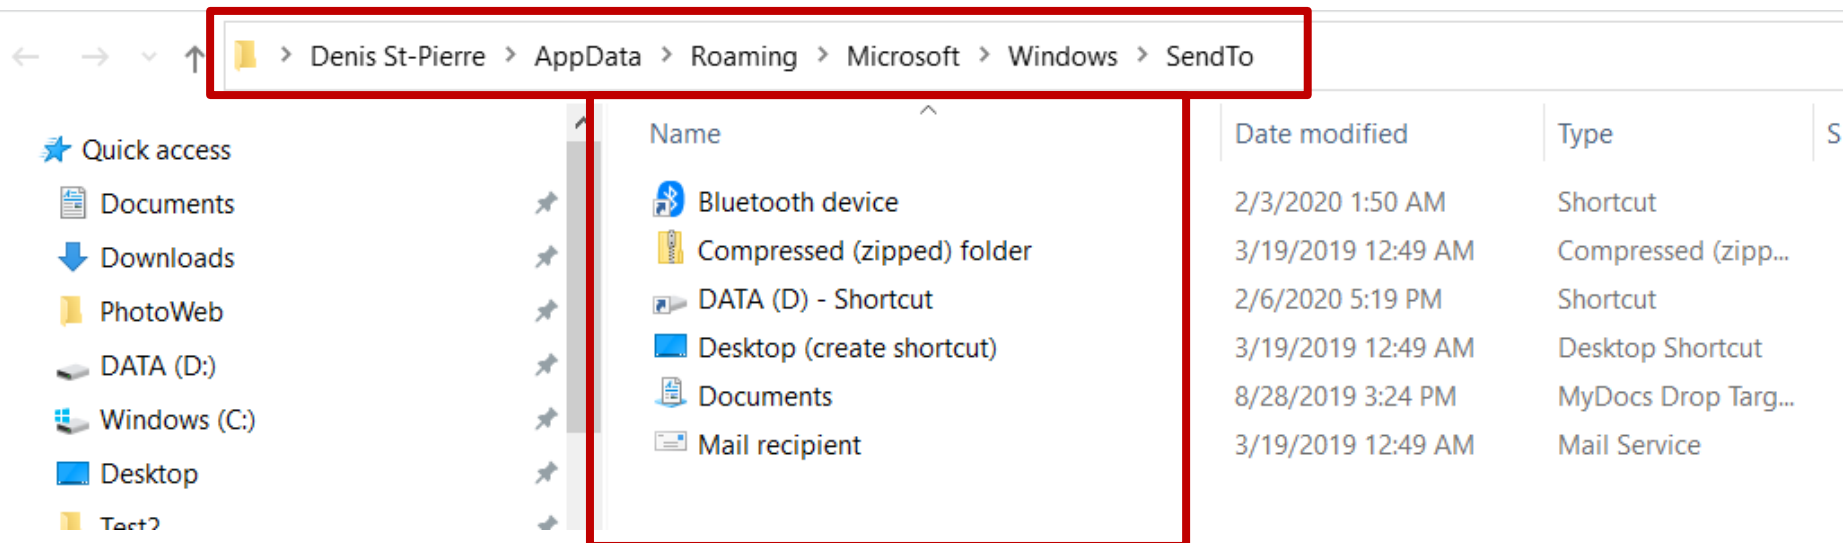 Denis St-Pierre > AppData > Roaming > Microsoft > Windows > SendTo
Quick access
Documents
Downloads
PhotoWeb
DATA (D:)
Windows (C:)
Desktop
Test2
Name Date modified Type S
Bluetooth device 2/3/2020 1:50 AM Shortcut
Compressed (zipped) folder 3/19/2019 12:49 AM Compressed (zipp...
DATA (D) - Shortcut 2/6/2020 5:19 PM Shortcut
Desktop (create shortcut) 3/19/2019 12:49 AM Desktop Shortcut
Documents 8/28/2019 3:24 PM MyDocs Drop Targ...
Mail recipient 3/19/2019 12:49 AM Mail Service